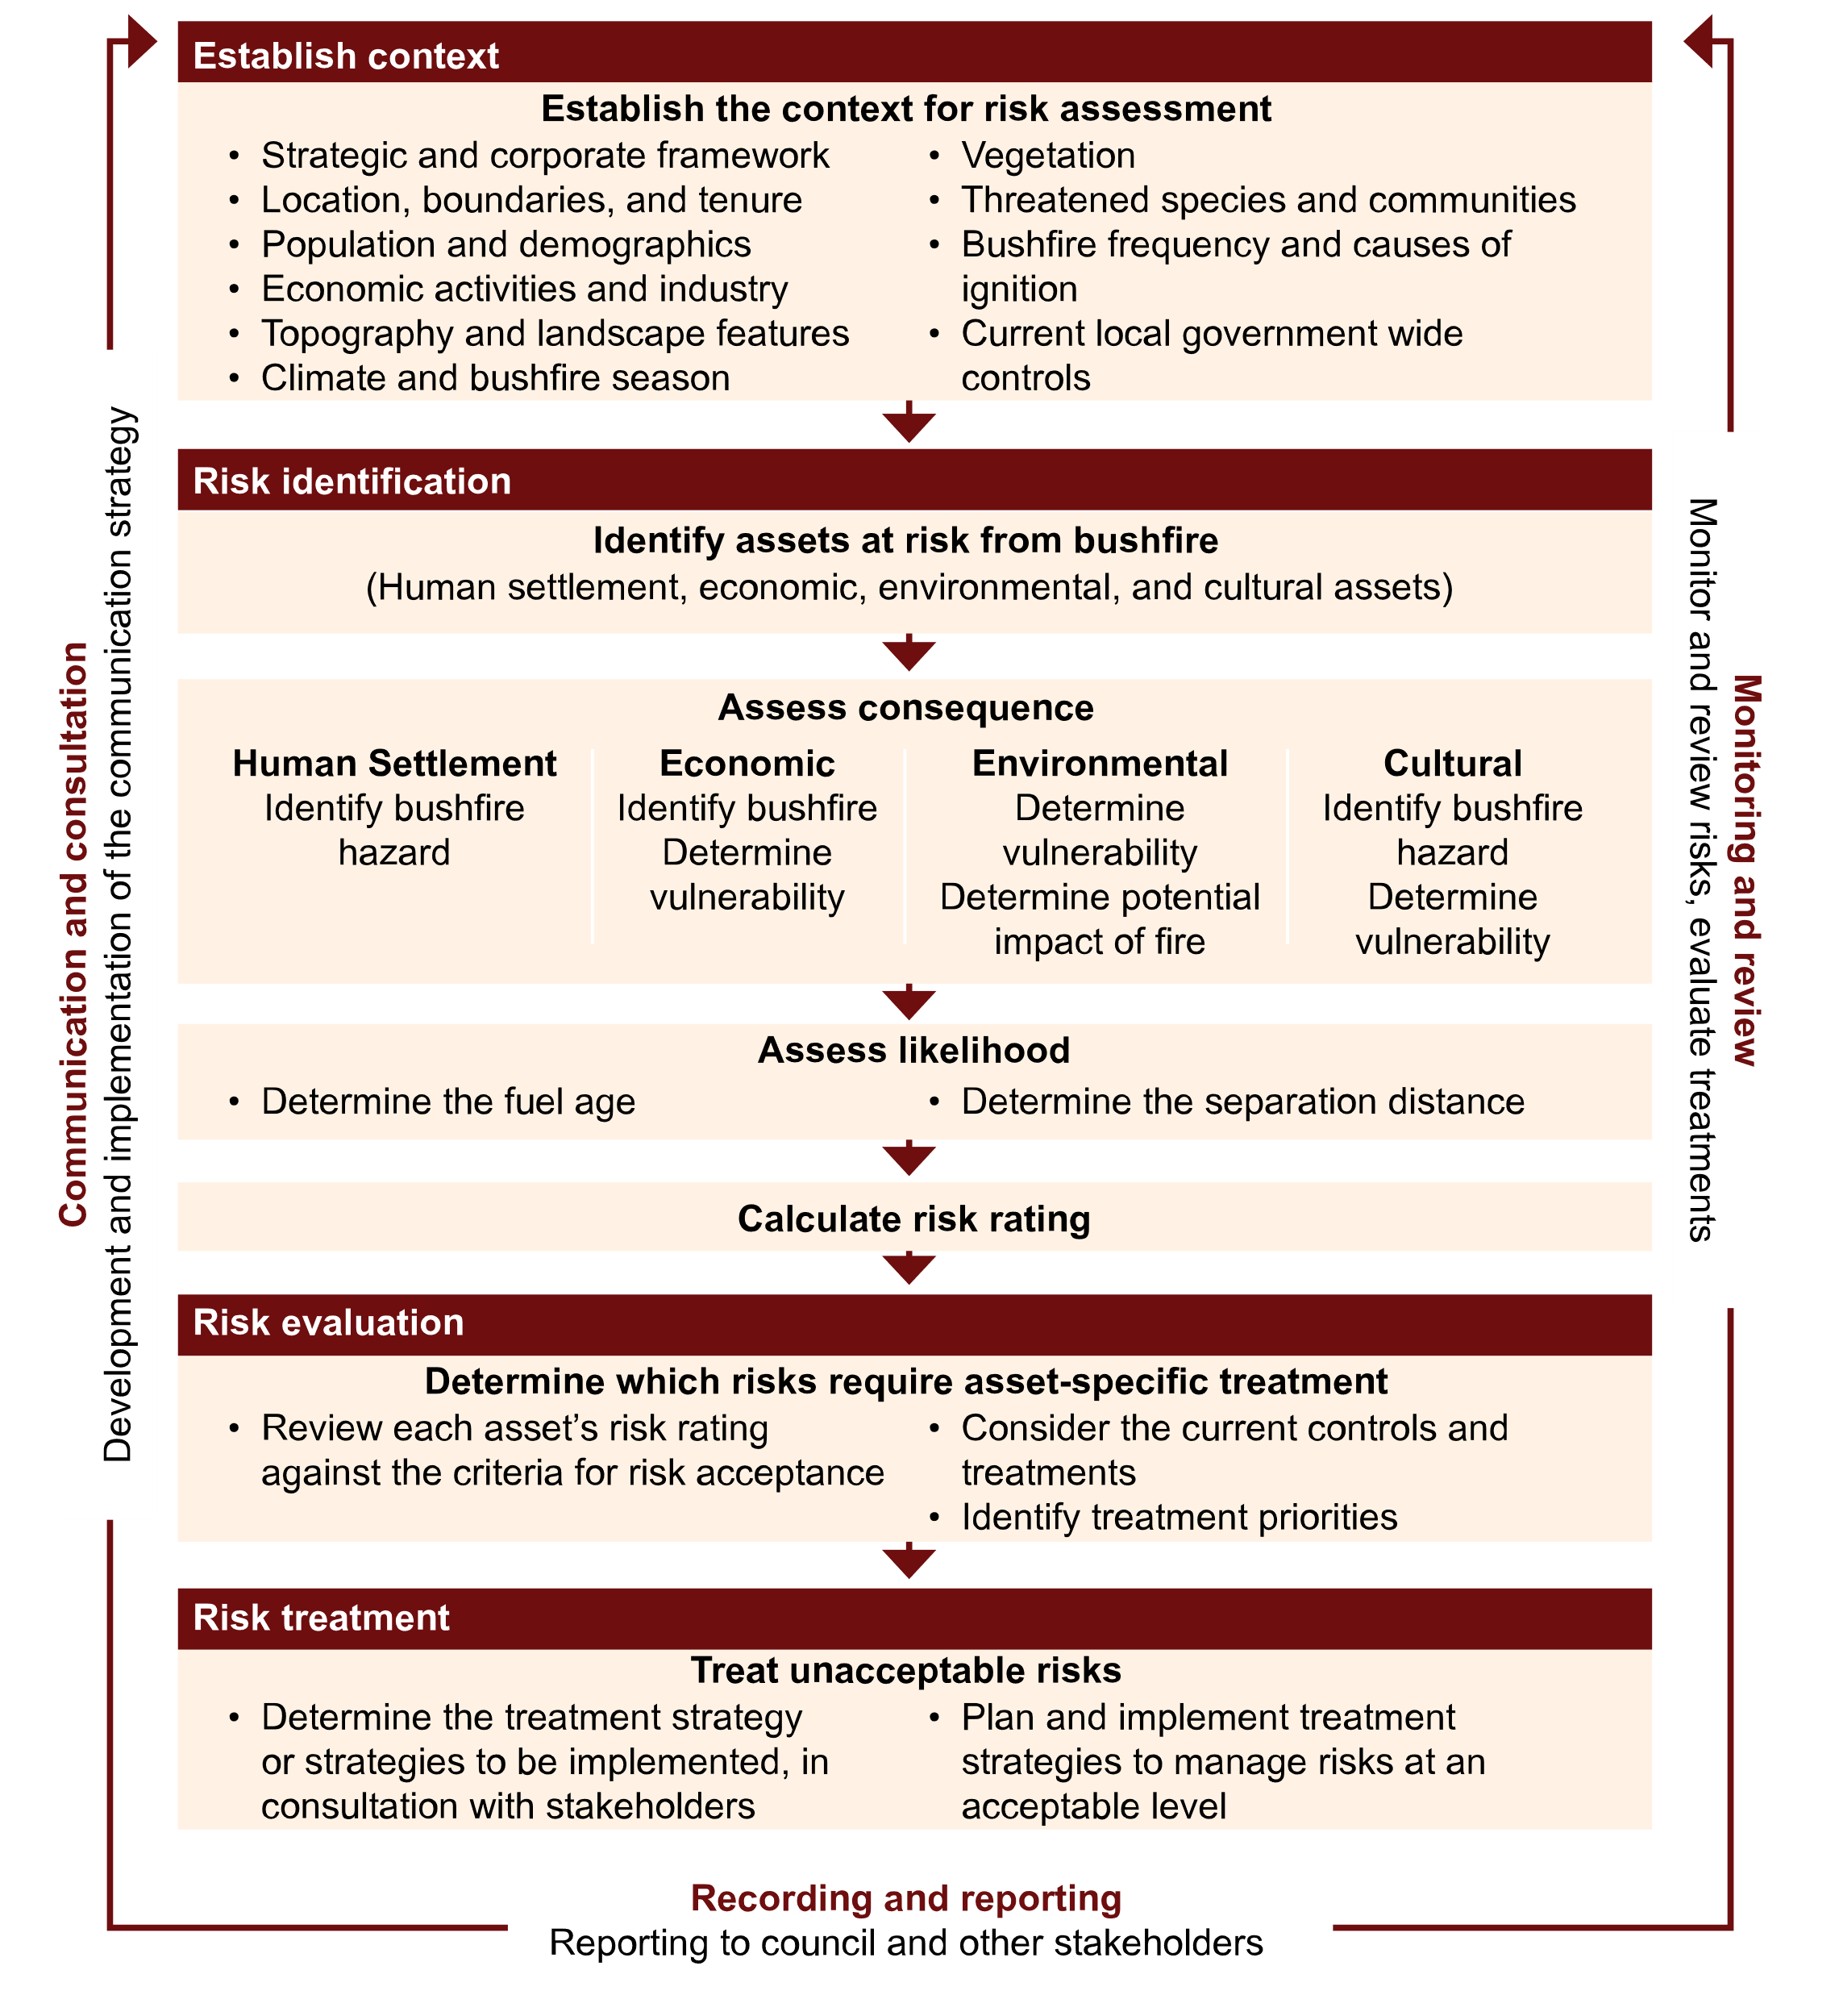 Establish context
Establish the context for risk assessment
• Strategic and corporate framework
• Location, boundaries, and tenure
• Population and demographics
• Economic activities and industry
• Topography and landscape features
• Climate and bushfire season
• Vegetation
• Threatened species and communities
• Bushfire frequency and causes of
ignition
• Current local government wide
controls
Risk identification
Identify assets at risk from bushfire
(Human settlement, economic, environmental, and cultural assets)
Assess consequence
Human Settlement
Identify bushfire
hazard
Economic
Identify bushfire
Determine
vulnerability
Environmental
Determine
vulnerability
Determine potential
impact of fire
Cultural
Identify bushfire
hazard
Determine
vulnerability
Assess likelihood
• Determine the fuel age
• Determine the separation distance
Calculate risk rating
Risk evaluation
Determine which risks require asset-specific treatment
• Review each asset’s risk rating
against the criteria for risk acceptance
• Consider the current controls and
treatments
• Identify treatment priorities
Risk treatment
Treat unacceptable risks
• Determine the treatment strategy
or strategies to be implemented, in
consultation with stakeholders
• Plan and implement treatment
strategies to manage risks at an
acceptable level
Communication and consultation
Development and implementation of the communication strategy
Monitoring and review
Monitor and review risks, evaluate treatments
Recording and reporting
Reporting to council and other stakeholders